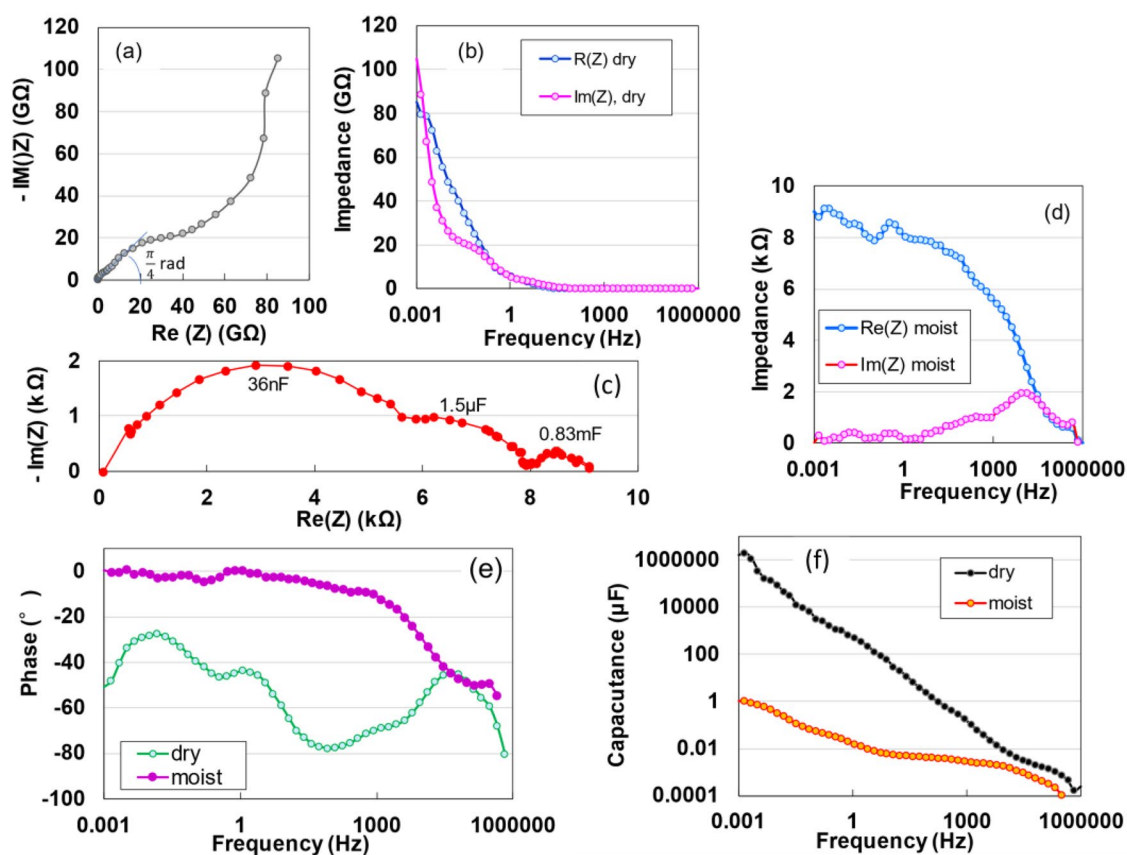 (a)
120
100
80
60
40
20
0
- IM()Z) (GΩ)
π/4 rad
0 20 40 60 80 100
Re (Z) (GΩ)
(b)
120
100
80
60
40
20
0
Impedance (GΩ)
R(Z) dry
Im(Z), dry
0.001 1 1000 1000000
Frequency (Hz)
(c)
2
1
0
- Im(Z) (kΩ)
36nF
1.5µF
0.83mF
0 2 4 6 8 10
Re(Z) (kΩ)
(d)
10
8
6
4
2
0
Impedance (kΩ)
Re(Z) moist
Im(Z) moist
0.001 1 1000 1000000
Frequency (Hz)
(e)
0
-20
-40
-60
-80
-100
Phase (°)
dry
moist
0.001 1 1000 1000000
Frequency (Hz)
(f)
1000000
10000
100
1
0.01
0.0001
Capacutance (µF)
dry
moist
0.001 1 1000 1000000
Frequency (Hz)